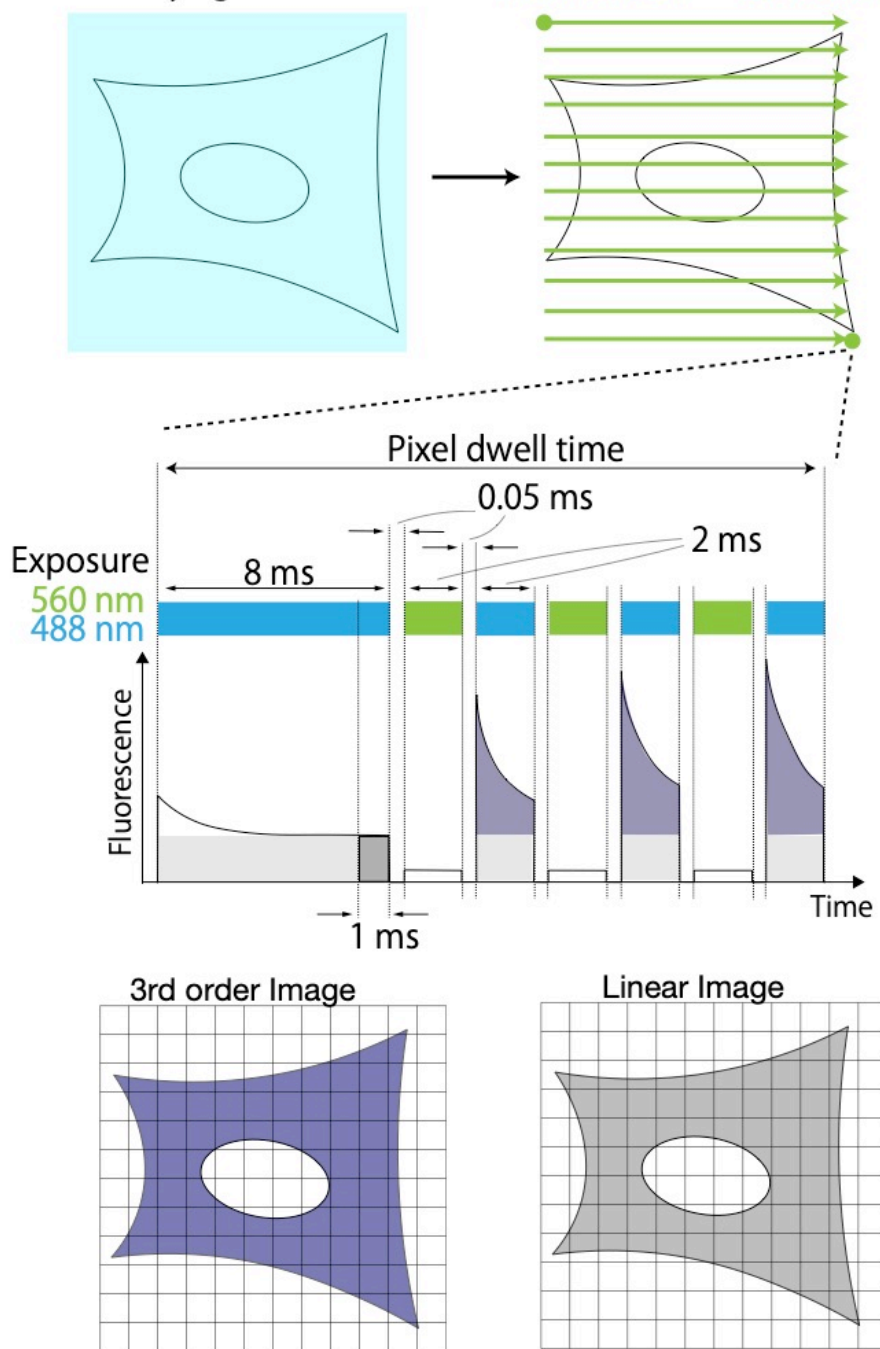 Pixel dwell time
0.05 ms
2 ms
Exposure
8 ms
560 nm
488 nm
Fluorescence
Time
1 ms
3rd order Image
Linear Image